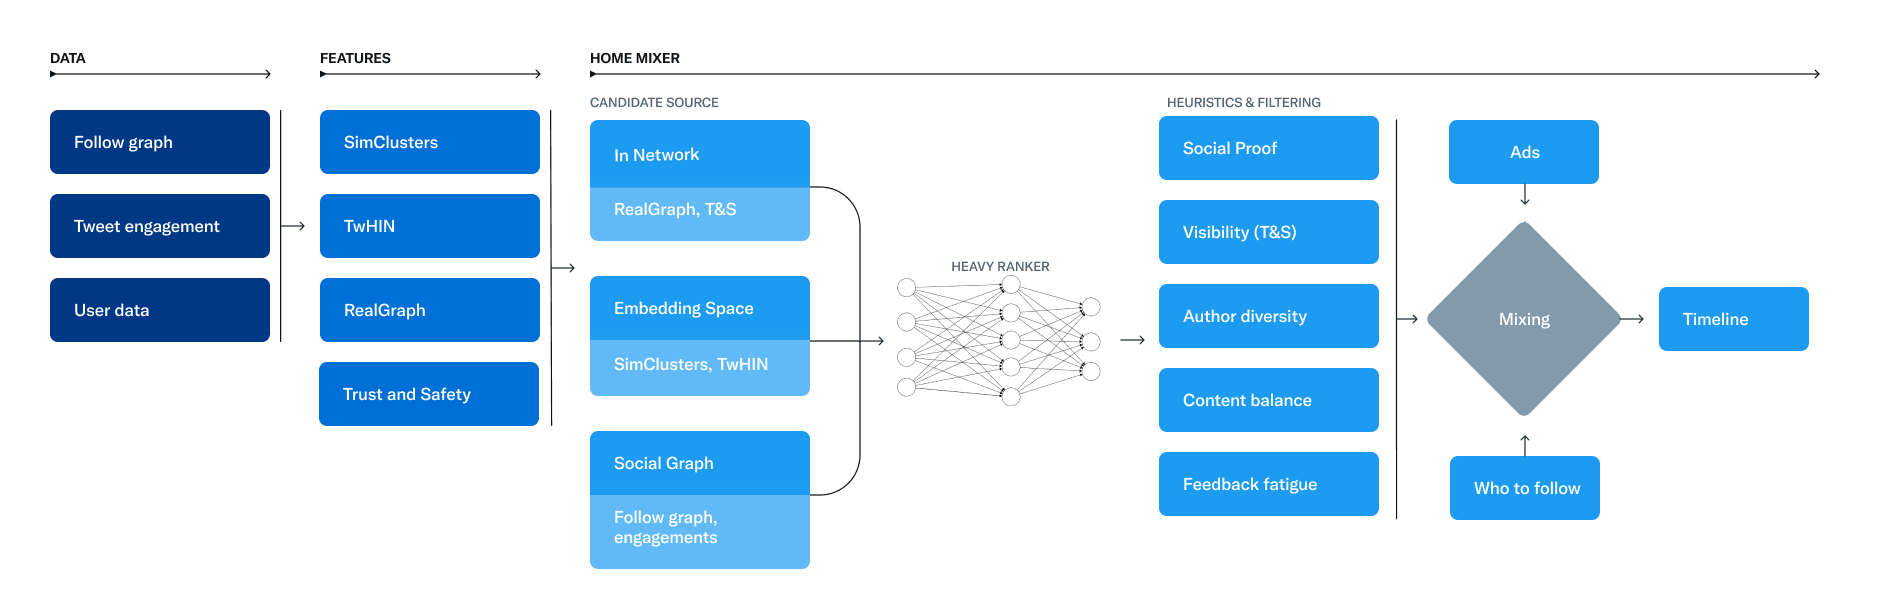 DATA
Follow graph
Tweet engagement
User data
FEATURES
SimClusters
TwHIN
RealGraph
Trust and Safety
HOME MIXER
CANDIDATE SOURCE
In Network
RealGraph, T&S
Embedding Space
SimClusters, TwHIN
Social Graph
Follow graph,
engagements
HEAVY RANKER
HEURISTICS & FILTERING
Social Proof
Visibility (T&S)
Author diversity
Content balance
Feedback fatigue
Ads
Mixing
Who to follow
Timeline